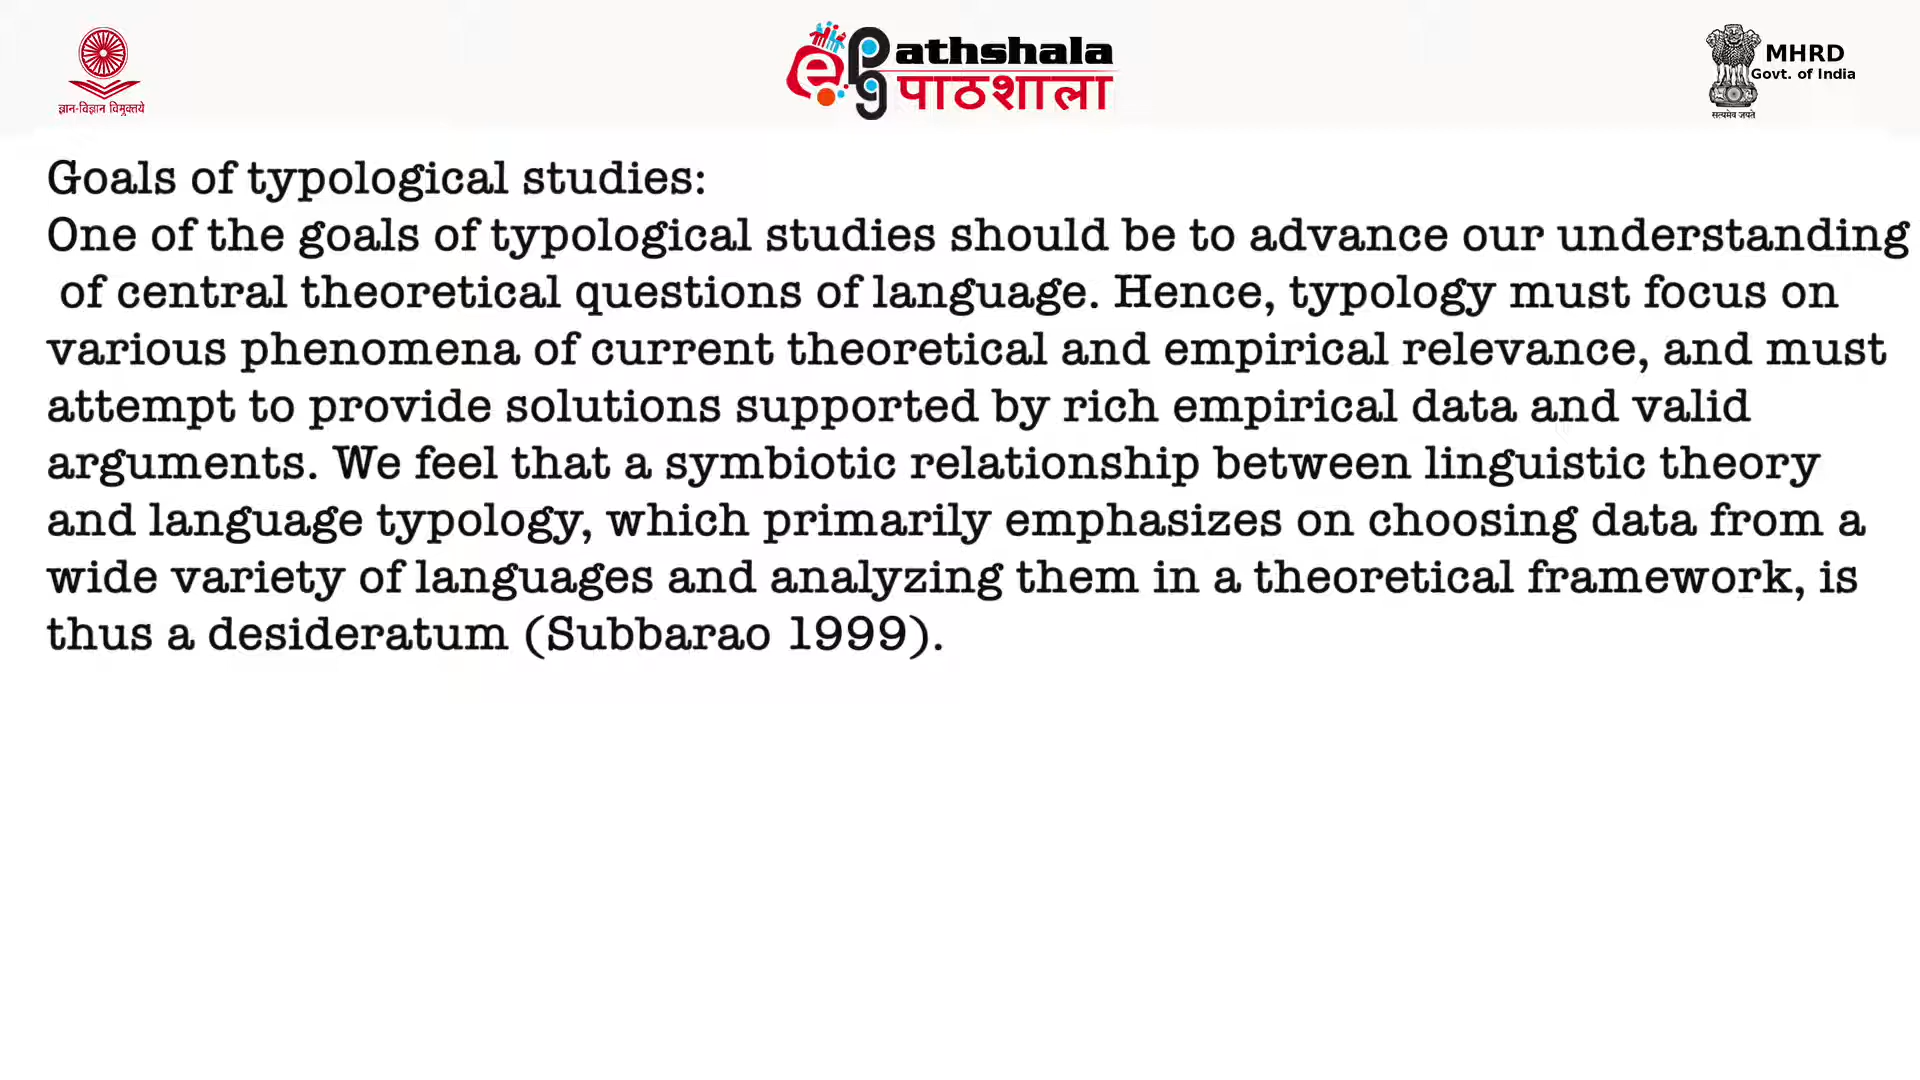 ज्ञान-विज्ञान विमुक्तये
ePG Pathshala
पाठशाला
MHRD
Govt. of India
सत्यमेव जयते
Goals of typological studies:
One of the goals of typological studies should be to advance our understanding
of central theoretical questions of language. Hence, typology must focus on
various phenomena of current theoretical and empirical relevance, and must
attempt to provide solutions supported by rich empirical data and valid
arguments. We feel that a symbiotic relationship between linguistic theory
and language typology, which primarily emphasizes on choosing data from a
wide variety of languages and analyzing them in a theoretical framework, is
thus a desideratum (Subbarao 1999).